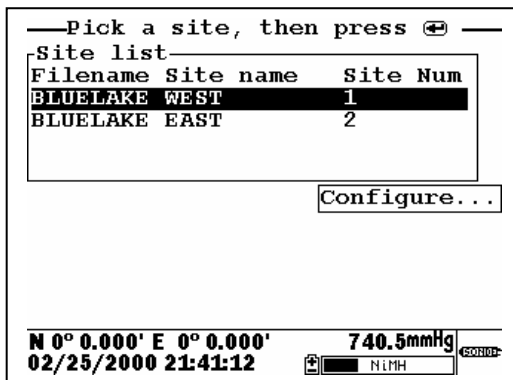 Pick a site, then press
Site list
Filename Site name Site Num
BLUELAKE WEST 1
BLUELAKE EAST 2
Configure...
N 0° 0.000' E 0° 0.000' 740.5mmHg
SONDE
02/25/2000 21:41:12 NiMH